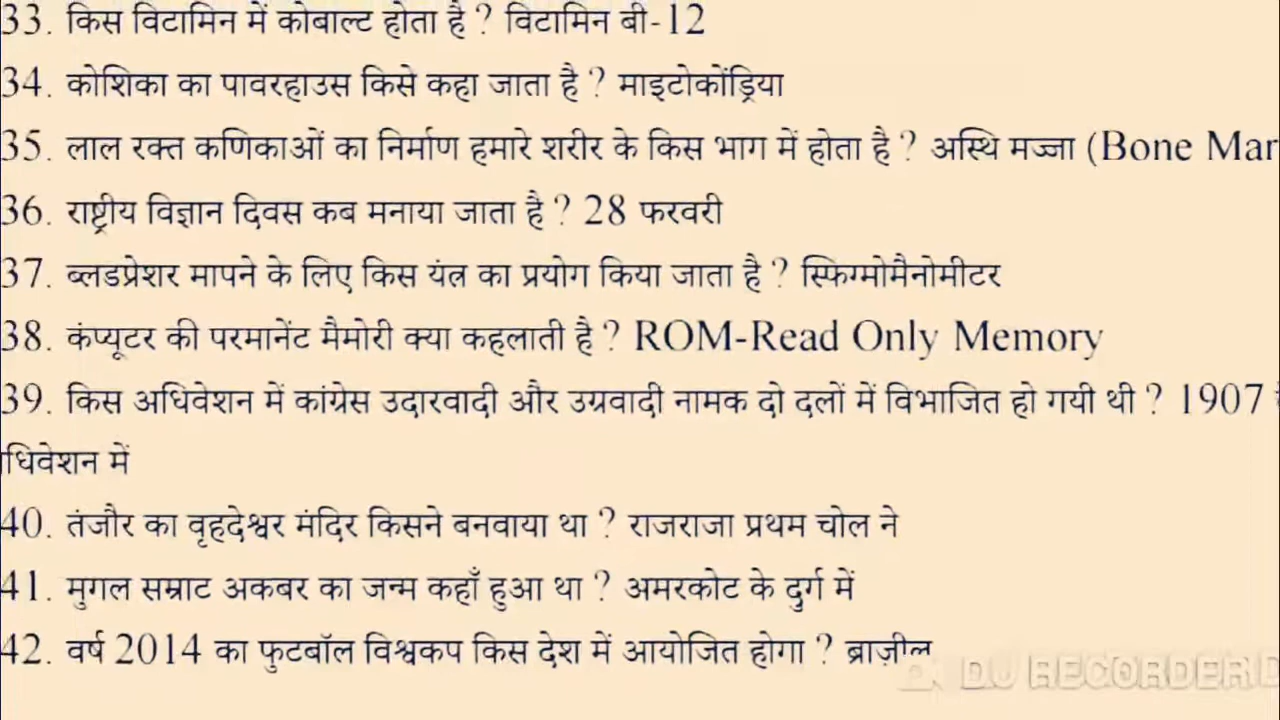 33. किस विटामिन में कोबाल्ट होता है ? विटामिन बी-12
34. कोशिका का पावरहाउस किसे कहा जाता है ? माइटोकोंड्रिया
35. लाल रक्त कणिकाओं का निर्माण हमारे शरीर के किस भाग में होता है ? अस्थि मज्जा (Bone Mar
36. राष्ट्रीय विज्ञान दिवस कब मनाया जाता है ? 28 फरवरी
37. ब्लडप्रेशर मापने के लिए किस यंत्र का प्रयोग किया जाता है ? स्फिग्मोमैनोमीटर
38. कंप्यूटर की परमानेंट मैमोरी क्या कहलाती है ? ROM-Read Only Memory
39. किस अधिवेशन में कांग्रेस उदारवादी और उग्रवादी नामक दो दलों में विभाजित हो गयी थी ? 1907
धिवेशन में
40. तंजौर का वृहदेश्वर मंदिर किसने बनवाया था ? राजराजा प्रथम चोल ने
41. मुगल सम्राट अकबर का जन्म कहाँ हुआ था ? अमरकोट के दुर्ग में
42. वर्ष 2014 का फुटबॉल विश्वकप किस देश में आयोजित होगा ? ब्राज़ील
DU RECORDER